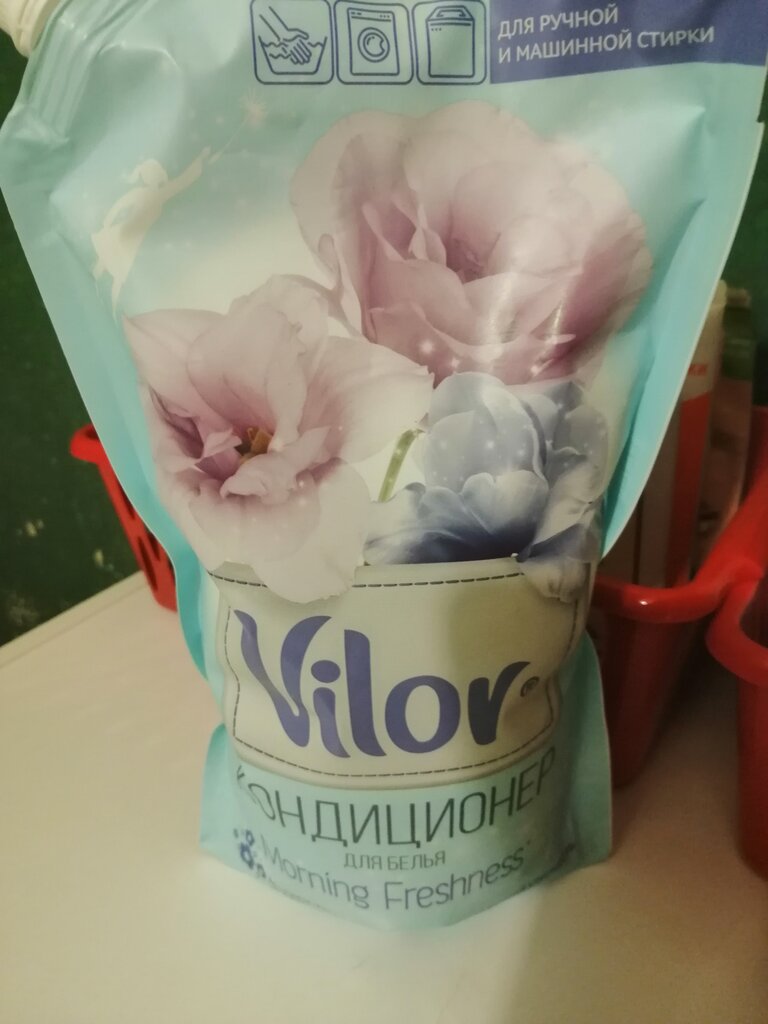 ДЛЯ РУЧНОЙ
И МАШИННОЙ СТИРКИ
Vilor®
КОНДИЦИОНЕР
ДЛЯ БЕЛЬЯ
Morning Freshness